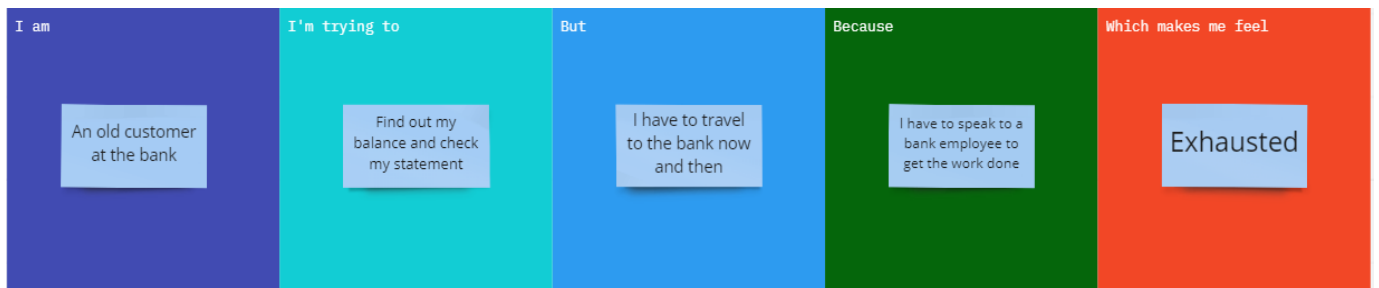 I am
An old customer
at the bank
I'm trying to
Find out my
balance and check
my statement
But
I have to travel
to the bank now
and then
Because
I have to speak to a
bank employee to
get the work done
Which makes me feel
Exhausted